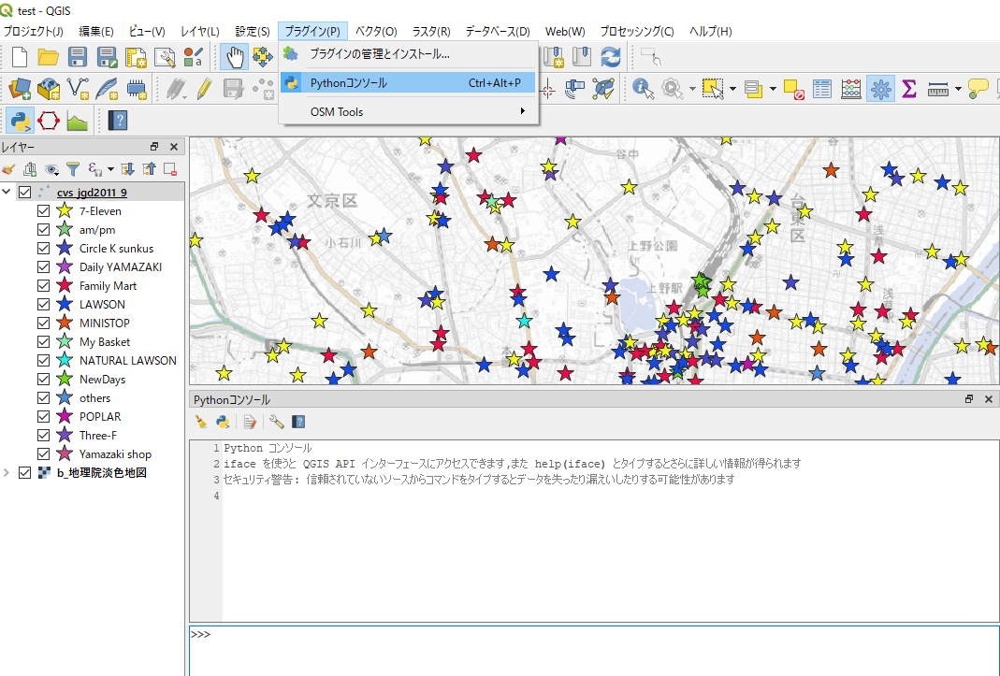 test - QGIS
プロジェクト(J) 編集(E) ビュー(V) レイヤ(L) 設定(S) プラグイン(P) ベクタ(O) ラスタ(R) データベース(D) Web(W) プロセッシング(C) ヘルプ(H)
プラグインの管理とインストール...
Pythonコンソール Ctrl+Alt+P
OSM Tools
レイヤー
cvs_jgd2011_9
7-Eleven
am/pm
Circle K sunkus
Daily YAMAZAKI
Family Mart
LAWSON
MINISTOP
My Basket
NATURAL LAWSON
NewDays
others
POPLAR
Three-F
Yamazaki shop
b_地理院淡色地図
谷中
文京区
台東区
小石川
上野公園
上野駅
浅草
Pythonコンソール
1 Python コンソール
2 iface を使うと QGIS API インターフェースにアクセスできます,また help(iface) とタイプするとさらに詳しい情報が得られます
3 セキュリティ警告: 信頼されていないソースからコマンドをタイプするとデータを失ったり漏えいしたりする可能性があります
4
>>>